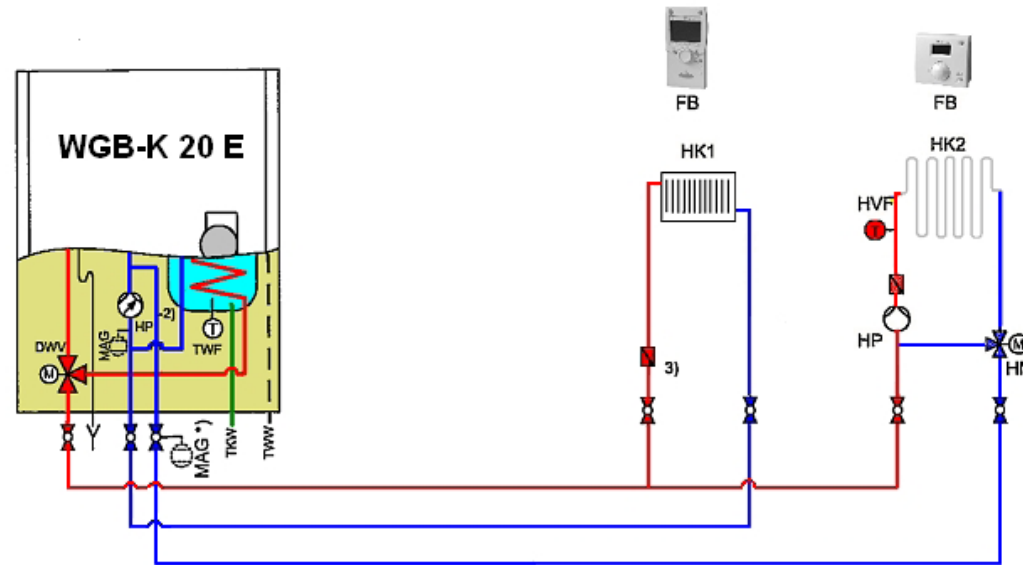 FB
FB
WGB-K 20 E
HK1
HK2
HVF
T
HP
-2)
MAG
T
TWF
DWV
M
HP
M
3)
MAG *)
TKW
TWW